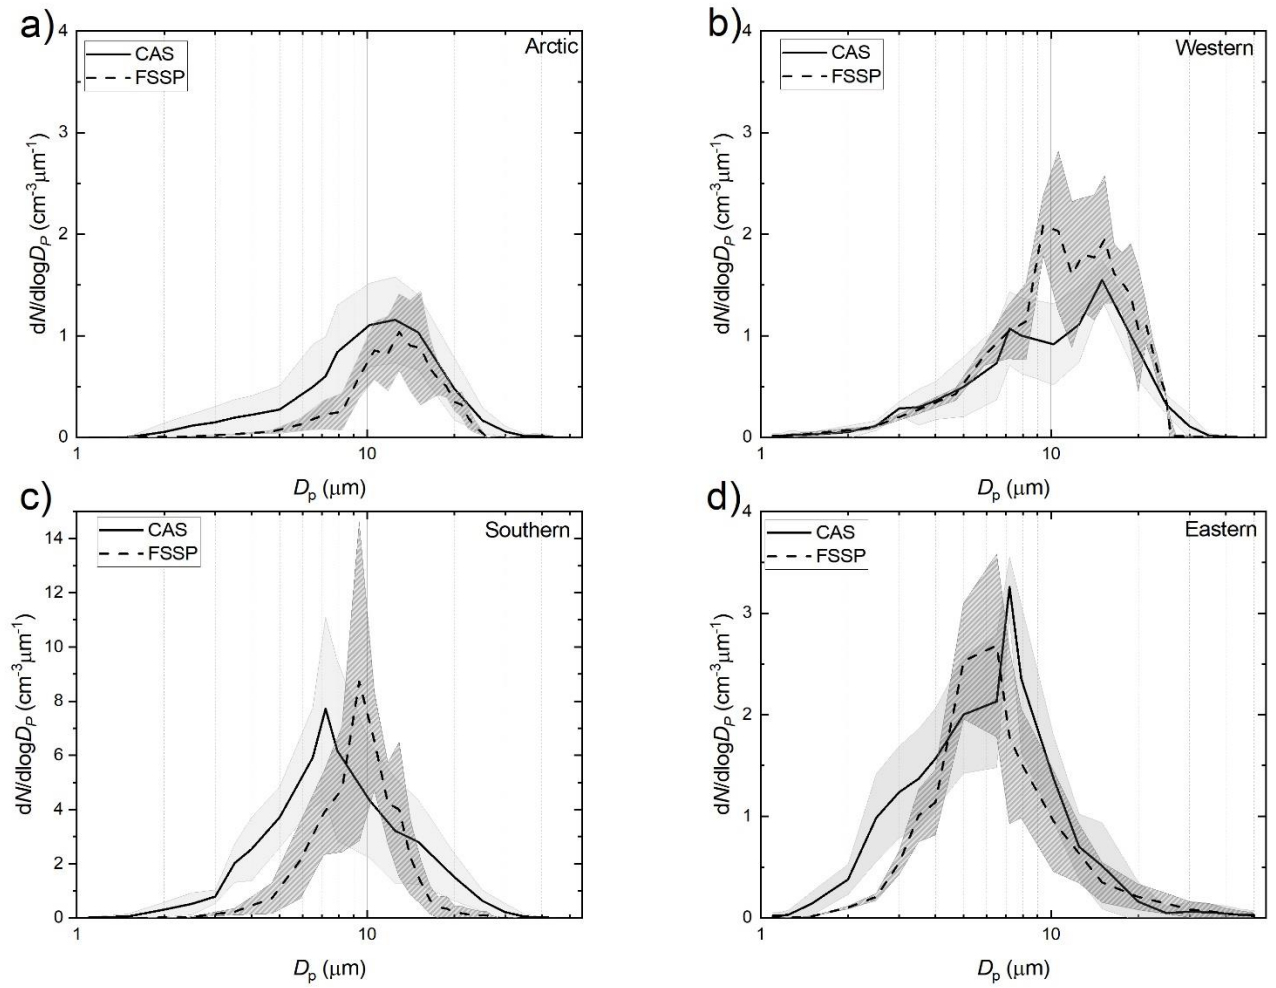 a)
CAS
FSSP
Arctic
4
3
2
1
0
dN/dlogDP (cm-3μm-1)
1
10
Dp (μm)
b)
CAS
FSSP
Western
4
3
2
1
0
dN/dlogDP (cm-3μm-1)
1
10
Dp (μm)
c)
CAS
FSSP
Southern
14
12
10
8
6
4
2
0
dN/dlogDP (cm-3μm-1)
1
10
Dp (μm)
d)
CAS
FSSP
Eastern
4
3
2
1
0
dN/dlogDP (cm-3μm-1)
1
10
Dp (μm)